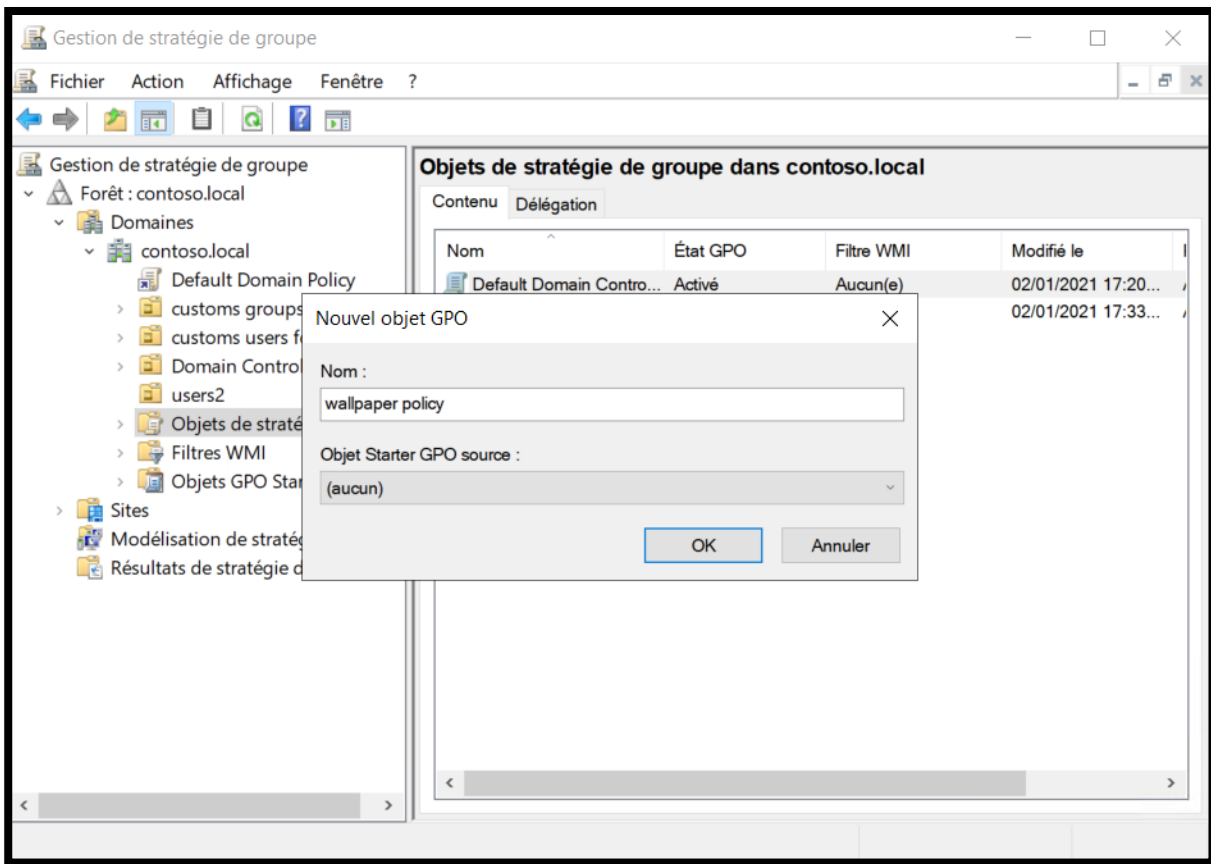 Gestion de stratégie de groupe
Fichier Action Affichage Fenêtre ?
Gestion de stratégie de groupe
Forêt : contoso.local
Domaines
contoso.local
Default Domain Policy
customs groups
customs users f
Domain Control
users2
Objets de straté
Filtres WMI
Objets GPO Star
Sites
Modélisation de straté
Résultats de stratégie d
Objets de stratégie de groupe dans contoso.local
Contenu Délégation
Nom État GPO Filtre WMI Modifié le
Default Domain Contro... Activé Aucun(e) 02/01/2021 17:20...
02/01/2021 17:33...
Nouvel objet GPO
Nom :
wallpaper policy
Objet Starter GPO source :
(aucun)
OK Annuler